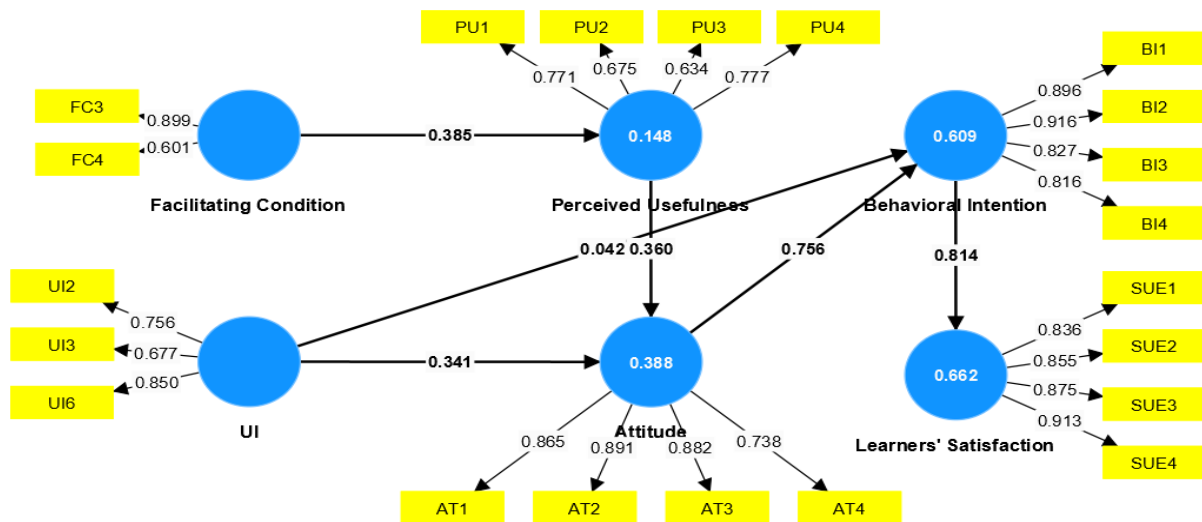 PU1 PU2 PU3 PU4
0.771 0.675 0.634 0.777
FC3
FC4
0.899
0.601
Facilitating Condition
0.385
0.148
Perceived Usefulness
0.609
Behavioral Intention
BI1
BI2
BI3
BI4
0.896
0.916
0.827
0.816
0.042
0.360
0.756
0.814
UI2
UI3
UI6
0.756
0.677
0.850
UI
0.341
0.388
Attitude
0.865 0.891 0.882 0.738
AT1 AT2 AT3 AT4
0.662
Learners' Satisfaction
0.836
0.855
0.875
0.913
SUE1
SUE2
SUE3
SUE4